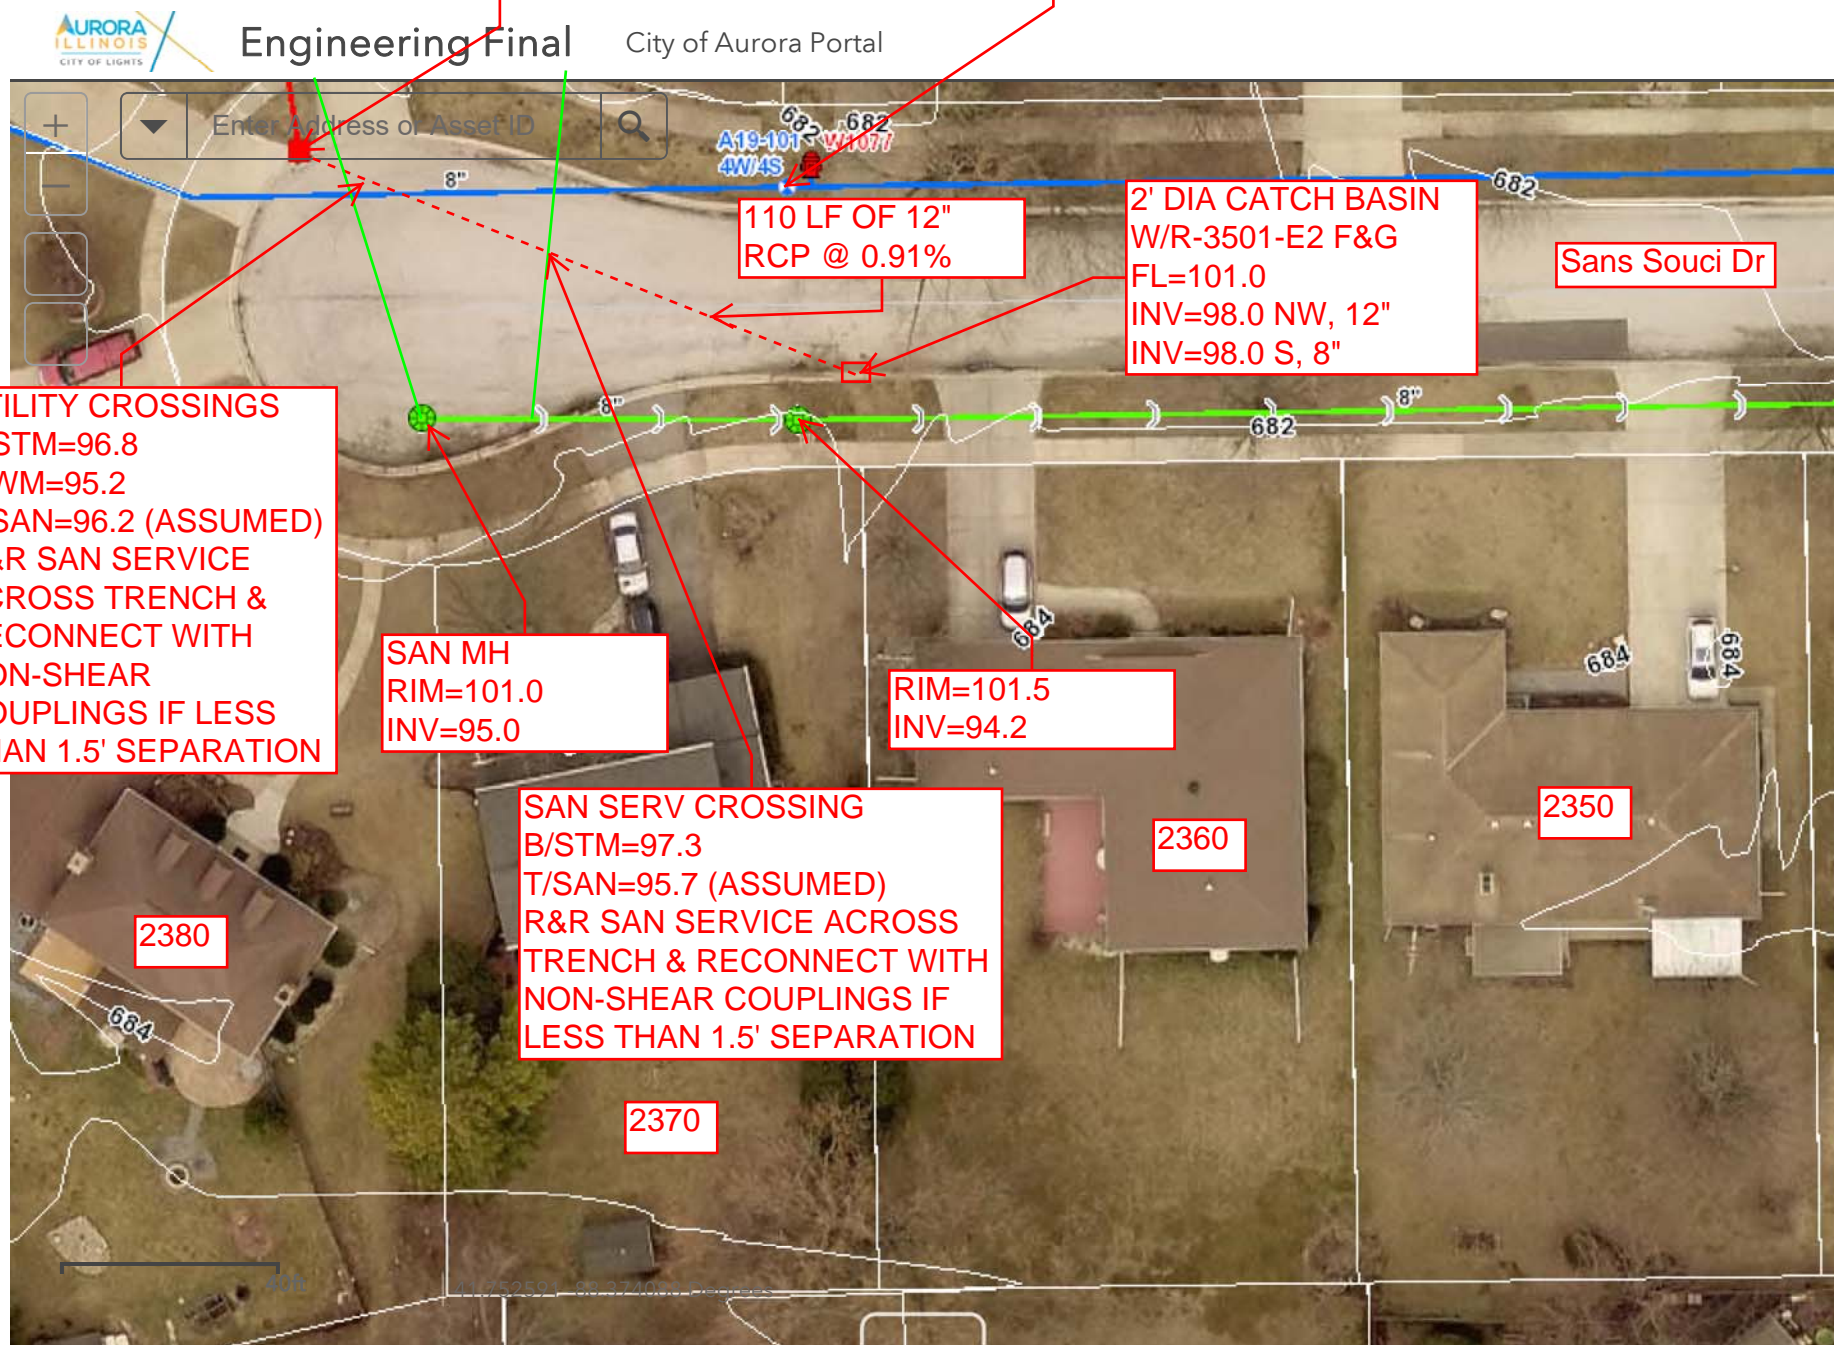 AURORA
ILLINOIS
CITY OF LIGHTS
Engineering Final
City of Aurora Portal
Enter Address or Asset ID
682
682
A19-101
W1077
4W/4S
8"
682
110 LF OF 12"
RCP @ 0.91%
2' DIA CATCH BASIN
W/R-3501-E2 F&G
FL=101.0
INV=98.0 NW, 12"
INV=98.0 S, 8"
Sans Souci Dr
TILITY CROSSINGS
STM=96.8
WM=95.2
SAN=96.2 (ASSUMED)
&R SAN SERVICE
CROSS TRENCH &
ECONNECT WITH
ON-SHEAR
OUPLINGS IF LESS
HAN 1.5' SEPARATION
8"
8"
682
SAN MH
RIM=101.0
INV=95.0
684
RIM=101.5
INV=94.2
684
684
SAN SERV CROSSING
B/STM=97.3
T/SAN=95.7 (ASSUMED)
R&R SAN SERVICE ACROSS
TRENCH & RECONNECT WITH
NON-SHEAR COUPLINGS IF
LESS THAN 1.5' SEPARATION
2360
2350
2380
684
2370
40ft